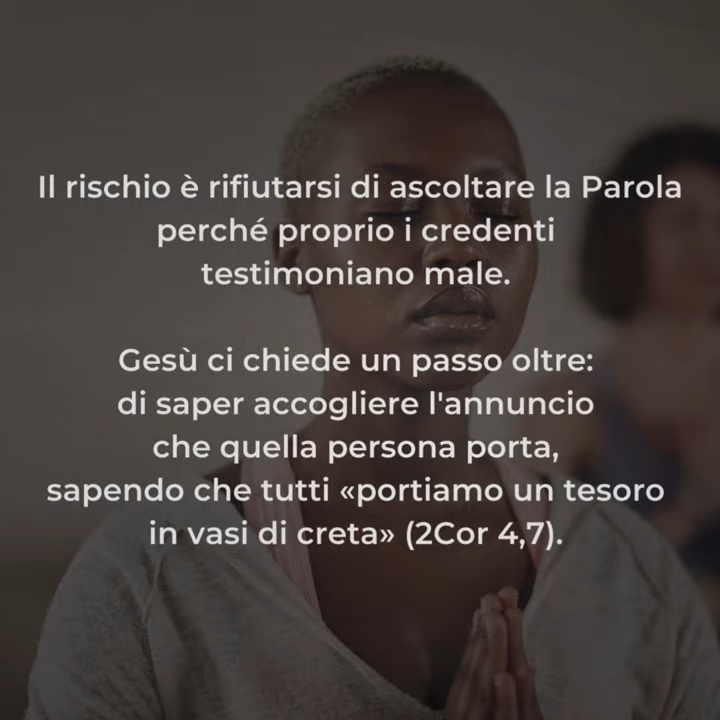 Il rischio è rifiutarsi di ascoltare la Parola
perché proprio i credenti
testimoniano male.
Gesù ci chiede un passo oltre:
di saper accogliere l'annuncio
che quella persona porta,
sapendo che tutti «portiamo un tesoro
in vasi di creta» (2Cor 4,7).